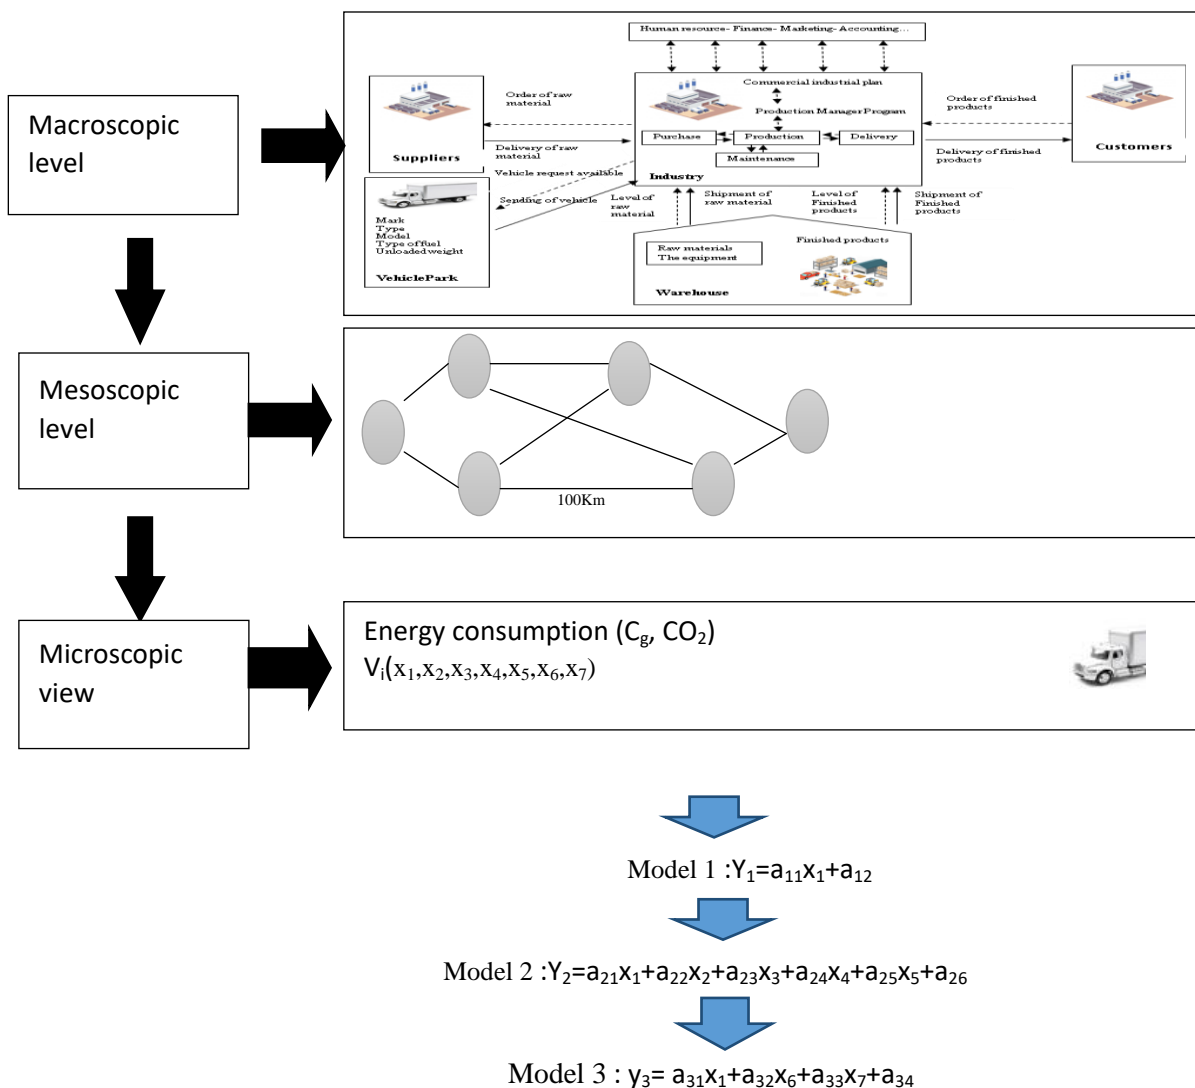 Macroscopic
level
Human resource- Finance- Marketing- Accounting...
Commercial industrial plan
Production Manager Program
Purchase
Production
Delivery
Maintenance
Industry
Suppliers
Customers
Order of raw
material
Delivery of raw
material
Order of finished
products
Delivery of finished
products
Vehicle request available
Sending of vehicle
Mark
Type
Model
Type of fuel
Unloaded weight
VehiclePark
Level of
raw
material
Shipment of
raw material
Level of
Finished
products
Shipment of
Finished
products
Raw materials
The equipment
Finished products
Warehouse
Mesoscopic
level
100Km
Microscopic
view
Energy consumption (Cg, CO2)
Vi(x1,x2,x3,x4,x5,x6,x7)
Model 1 :Y1=a11x1+a12
Model 2 :Y2=a21x1+a22x2+a23x3+a24x4+a25x5+a26
Model 3 : y3= a31x1+a32x6+a33x7+a34